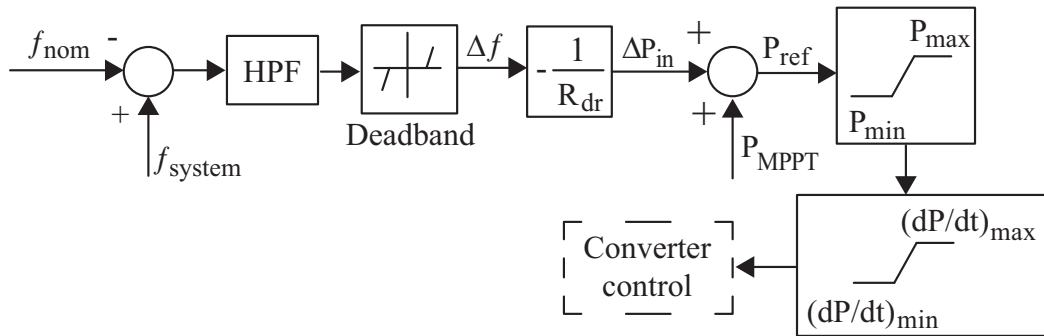 f_nom
-
+
f_system
HPF
Deadband
Δf
- 1/R_dr
ΔP_in
+
+
P_MPPT
P_ref
P_max
P_min
(dP/dt)_max
(dP/dt)_min
Converter
control